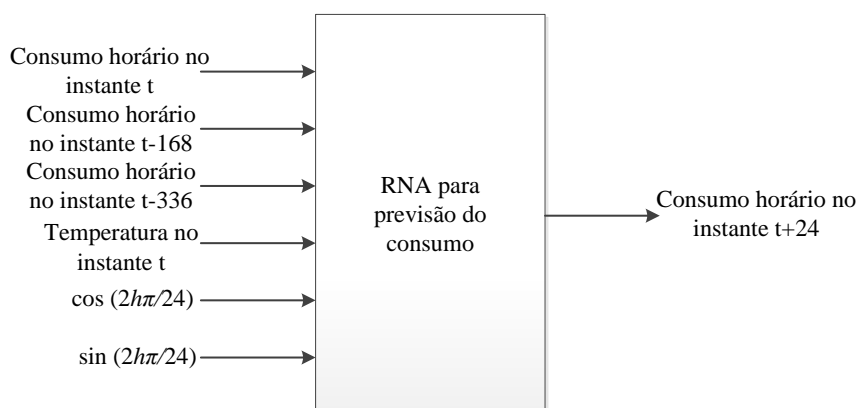 Consumo horário no
instante t
Consumo horário
no instante t-168
Consumo horário
no instante t-336
Temperatura no
instante t
cos (2hπ/24)
sin (2hπ/24)
RNA para
previsão do
consumo
Consumo horário no
instante t+24